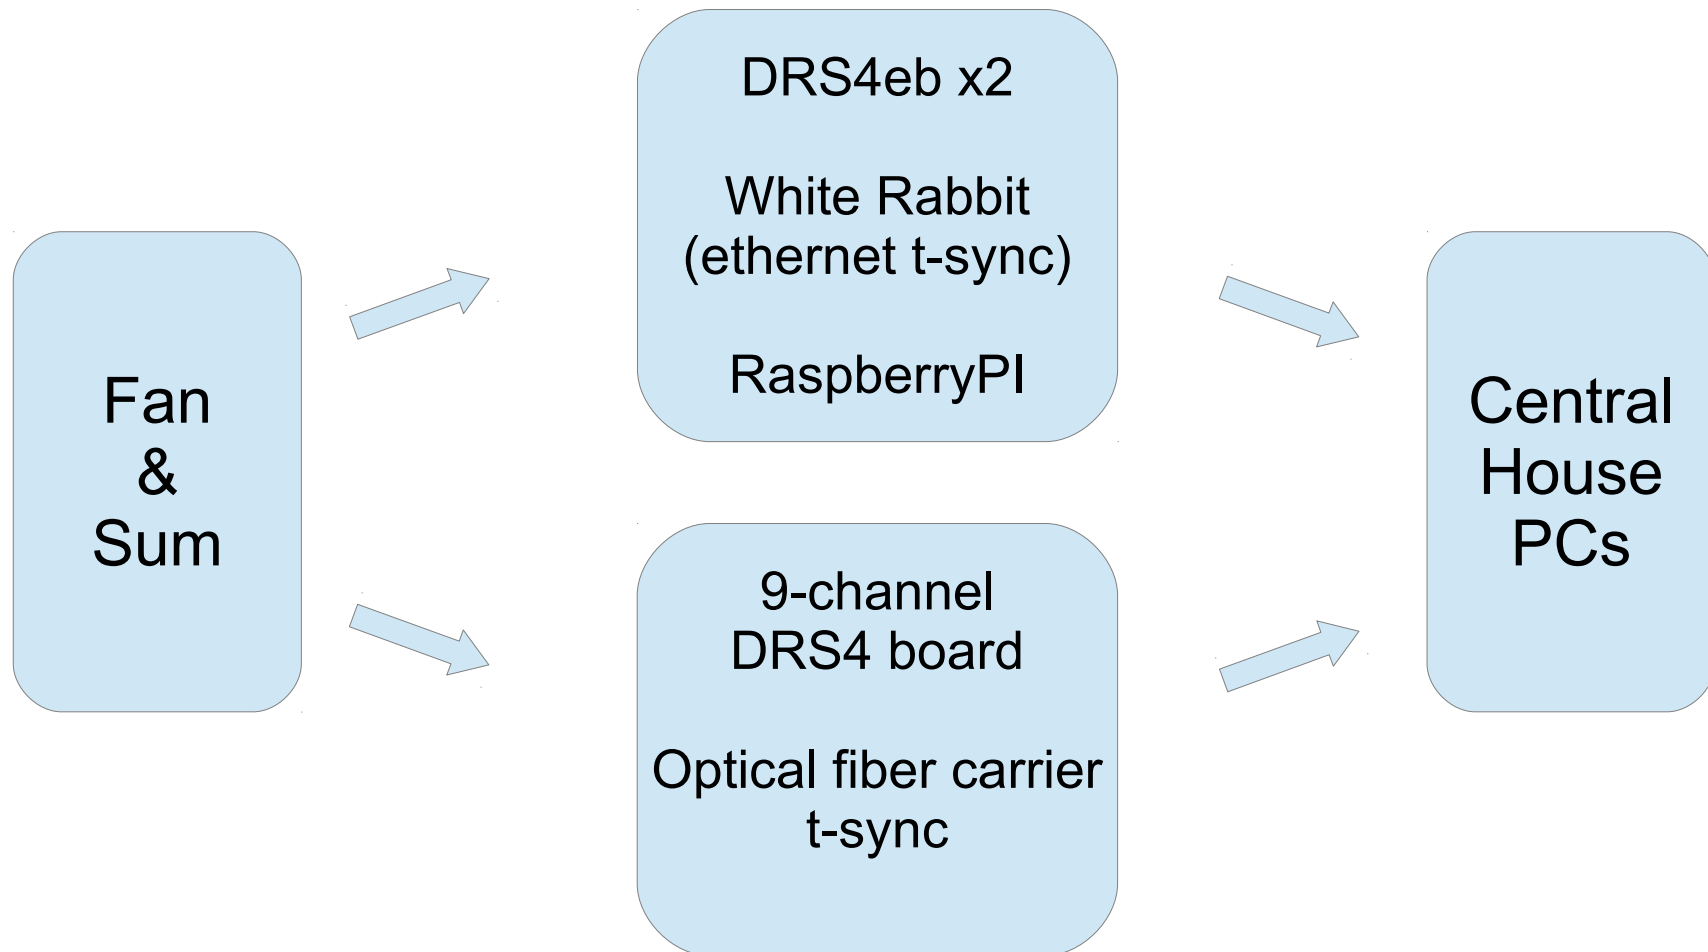 Fan
&
Sum
DRS4eb x2
White Rabbit
(ethernet t-sync)
RaspberryPI
9-channel
DRS4 board
Optical fiber carrier
t-sync
Central
House
PCs